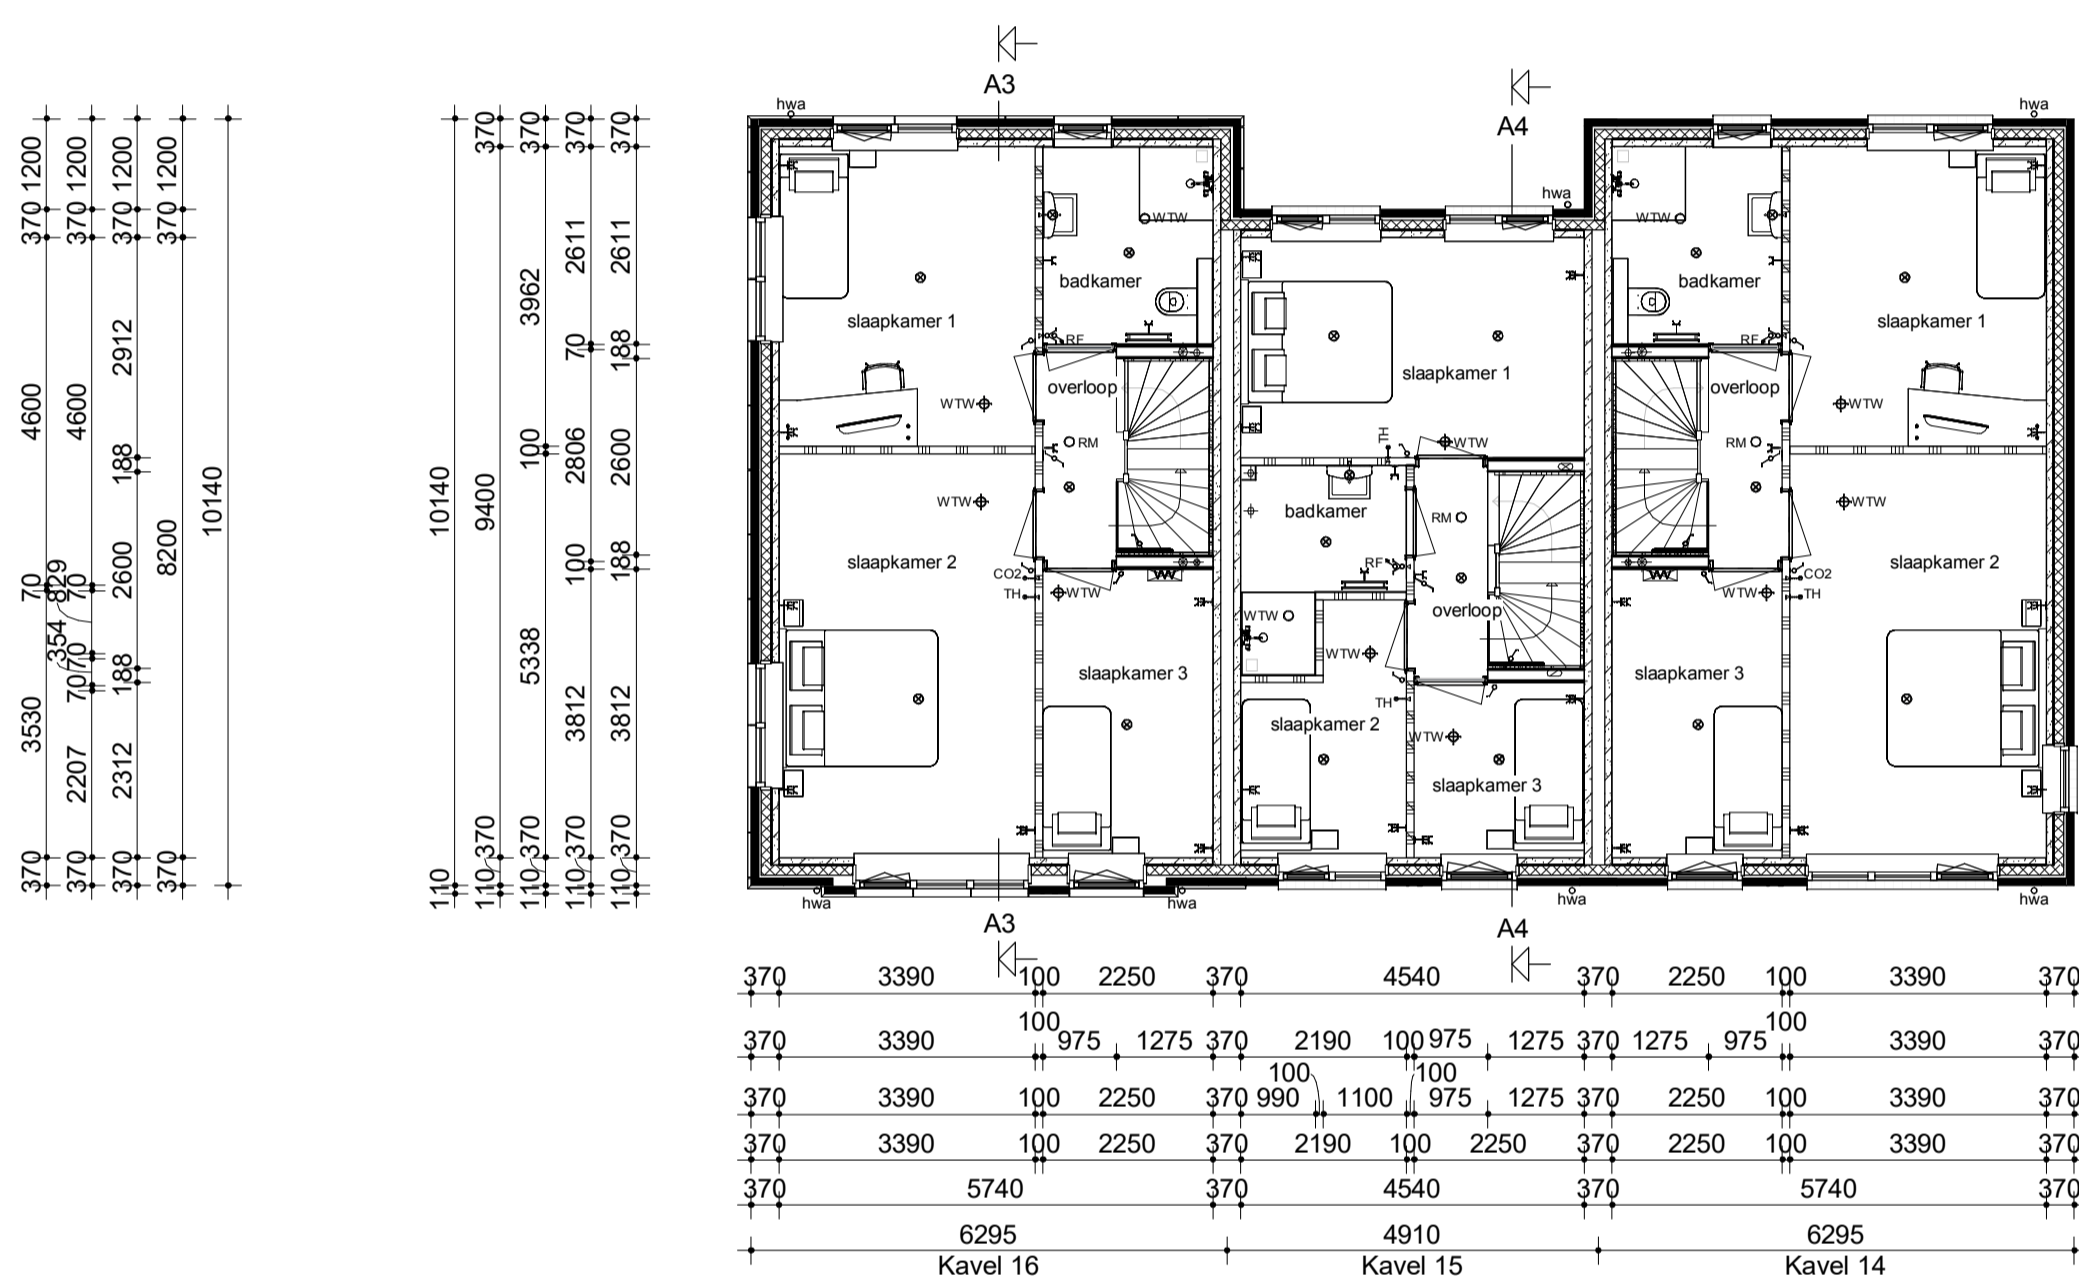 A3
A4
hwa
hwa
hwa
370 1200
370 1200
370 1200
370 1200
4600
4600
2912
188
2600
8200
10140
70
70
829
354
70
70
188
3530
2207
2312
370
370
370
370
10140
110
370
9400
370
110
370
3962
100
5338
370
110
370
2611
70
2806
100
3812
370
110
370
2611
188
2600
188
3812
370
110
WTW
badkamer
slaapkamer 1
RF
overloop
WTW
RM
WTW
slaapkamer 2
CO2
TH
WTW
slaapkamer 3
slaapkamer 1
TH
WTW
badkamer
RM
RF
overloop
WTW
WTW
TH
slaapkamer 2
WTW
slaapkamer 3
WTW
badkamer
slaapkamer 1
RF
overloop
WTW
RM
WTW
slaapkamer 2
CO2
WTW
TH
slaapkamer 3
hwa
hwa
hwa
hwa
A3
A4
370 3390 100 2250 370 4540 370 2250 100 3390 370
370 3390 100 975 1275 370 2190 100 975 1275 370 1275 975 100 3390 370
370 3390 100 2250 370 990 100 1100 100 975 1275 370 2250 100 3390 370
370 3390 100 2250 370 2190 100 2250 370 2250 100 3390 370
370 5740 370 4540 370 5740 370
6295 4910 6295
Kavel 16 Kavel 15 Kavel 14